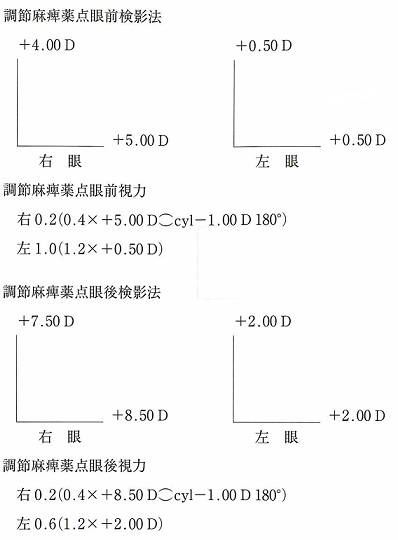 調節麻痺薬点眼前検影法
+4.00 D
+0.50 D
+5.00 D
+0.50 D
右 眼
左 眼
調節麻痺薬点眼前視力
右 0.2(0.4×+5.00 D⌒cyl−1.00 D 180°)
左 1.0(1.2×+0.50 D)
調節麻痺薬点眼後検影法
+7.50 D
+2.00 D
+8.50 D
+2.00 D
右 眼
左 眼
調節麻痺薬点眼後視力
右 0.2(0.4×+8.50 D⌒cyl−1.00 D 180°)
左 0.6(1.2×+2.00 D)